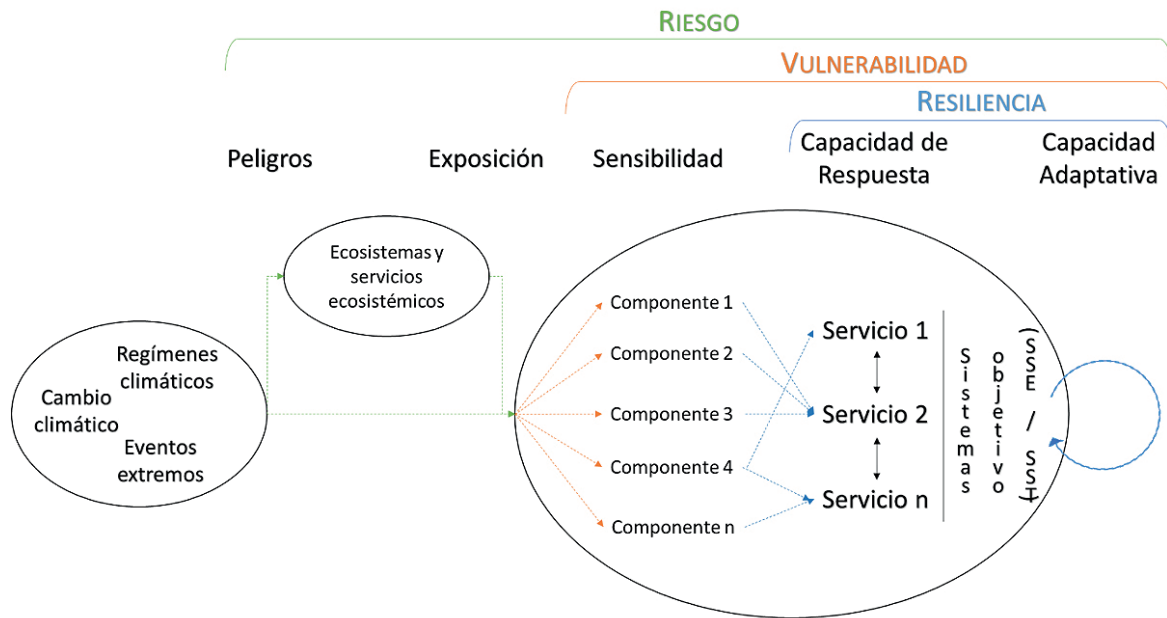 RIESGO
VULNERABILIDAD
RESILIENCIA
Peligros
Exposición
Sensibilidad
Capacidad de
Respuesta
Capacidad
Adaptativa
Ecosistemas y
servicios
ecosistémicos
Regímenes
climáticos
Cambio
climático
Eventos
extremos
Componente 1
Componente 2
Componente 3
Componente 4
Componente n
Servicio 1
Servicio 2
Servicio n
Sistemas
objetivo
(SSE / SST)